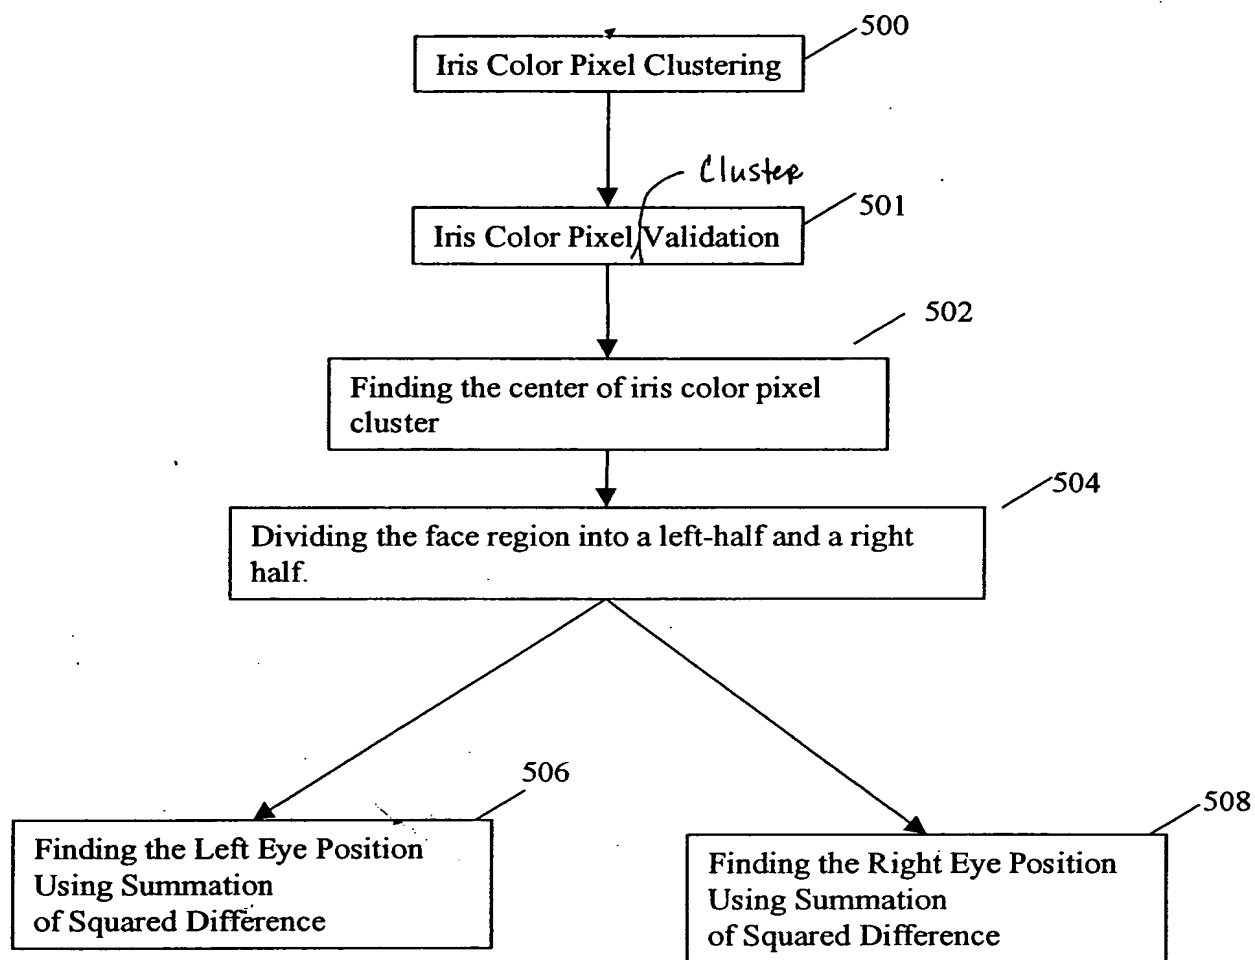 500
Iris Color Pixel Clustering
Cluster
501
Iris Color Pixel Validation
502
Finding the center of iris color pixel
cluster
504
Dividing the face region into a left-half and a right
half.
506
Finding the Left Eye Position
Using Summation
of Squared Difference
508
Finding the Right Eye Position
Using Summation
of Squared Difference